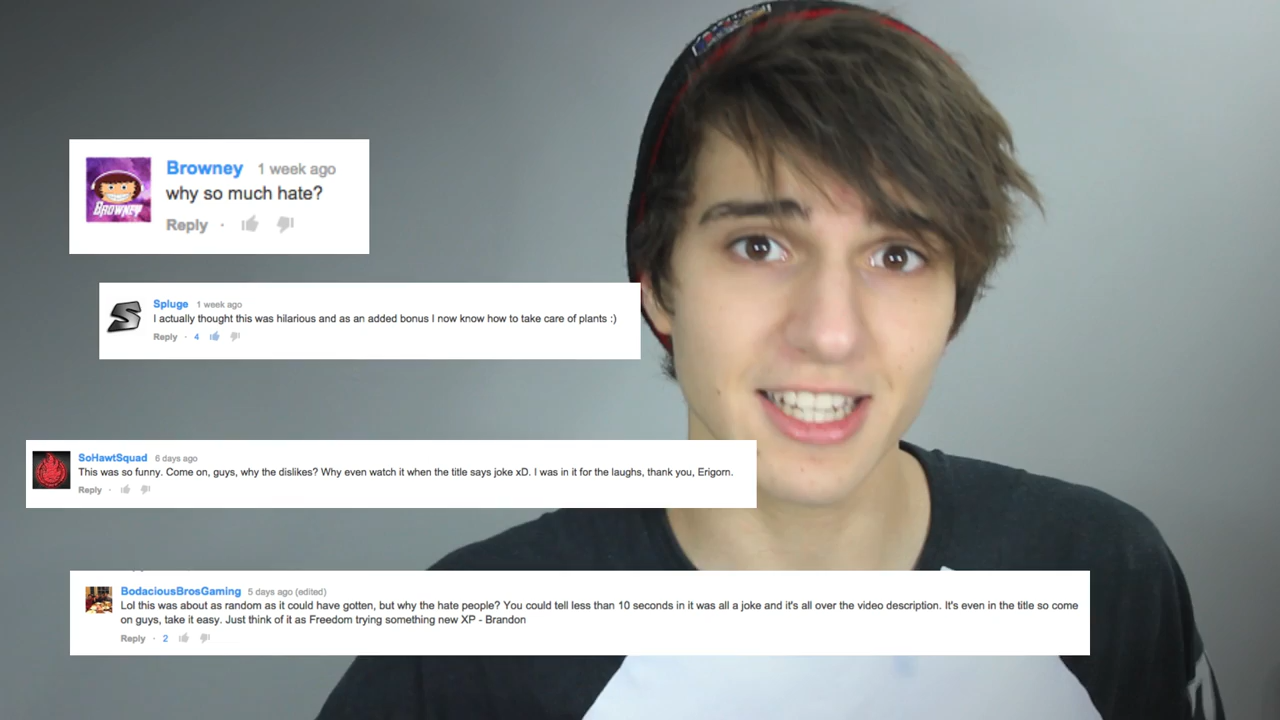 Browney 1 week ago
why so much hate?
BROWNEY
Reply ·
Spluge 1 week ago
I actually thought this was hilarious and as an added bonus I now know how to take care of plants :)
Reply · 4
SoHawtSquad 6 days ago
This was so funny. Come on, guys, why the dislikes? Why even watch it when the title says joke xD. I was in it for the laughs, thank you, Erigorn.
Reply ·
BodaciousBrosGaming 5 days ago (edited)
Lol this was about as random as it could have gotten, but why the hate people? You could tell less than 10 seconds in it was all a joke and it's all over the video description. It's even in the title so come
on guys, take it easy. Just think of it as Freedom trying something new XP - Brandon
Reply · 2